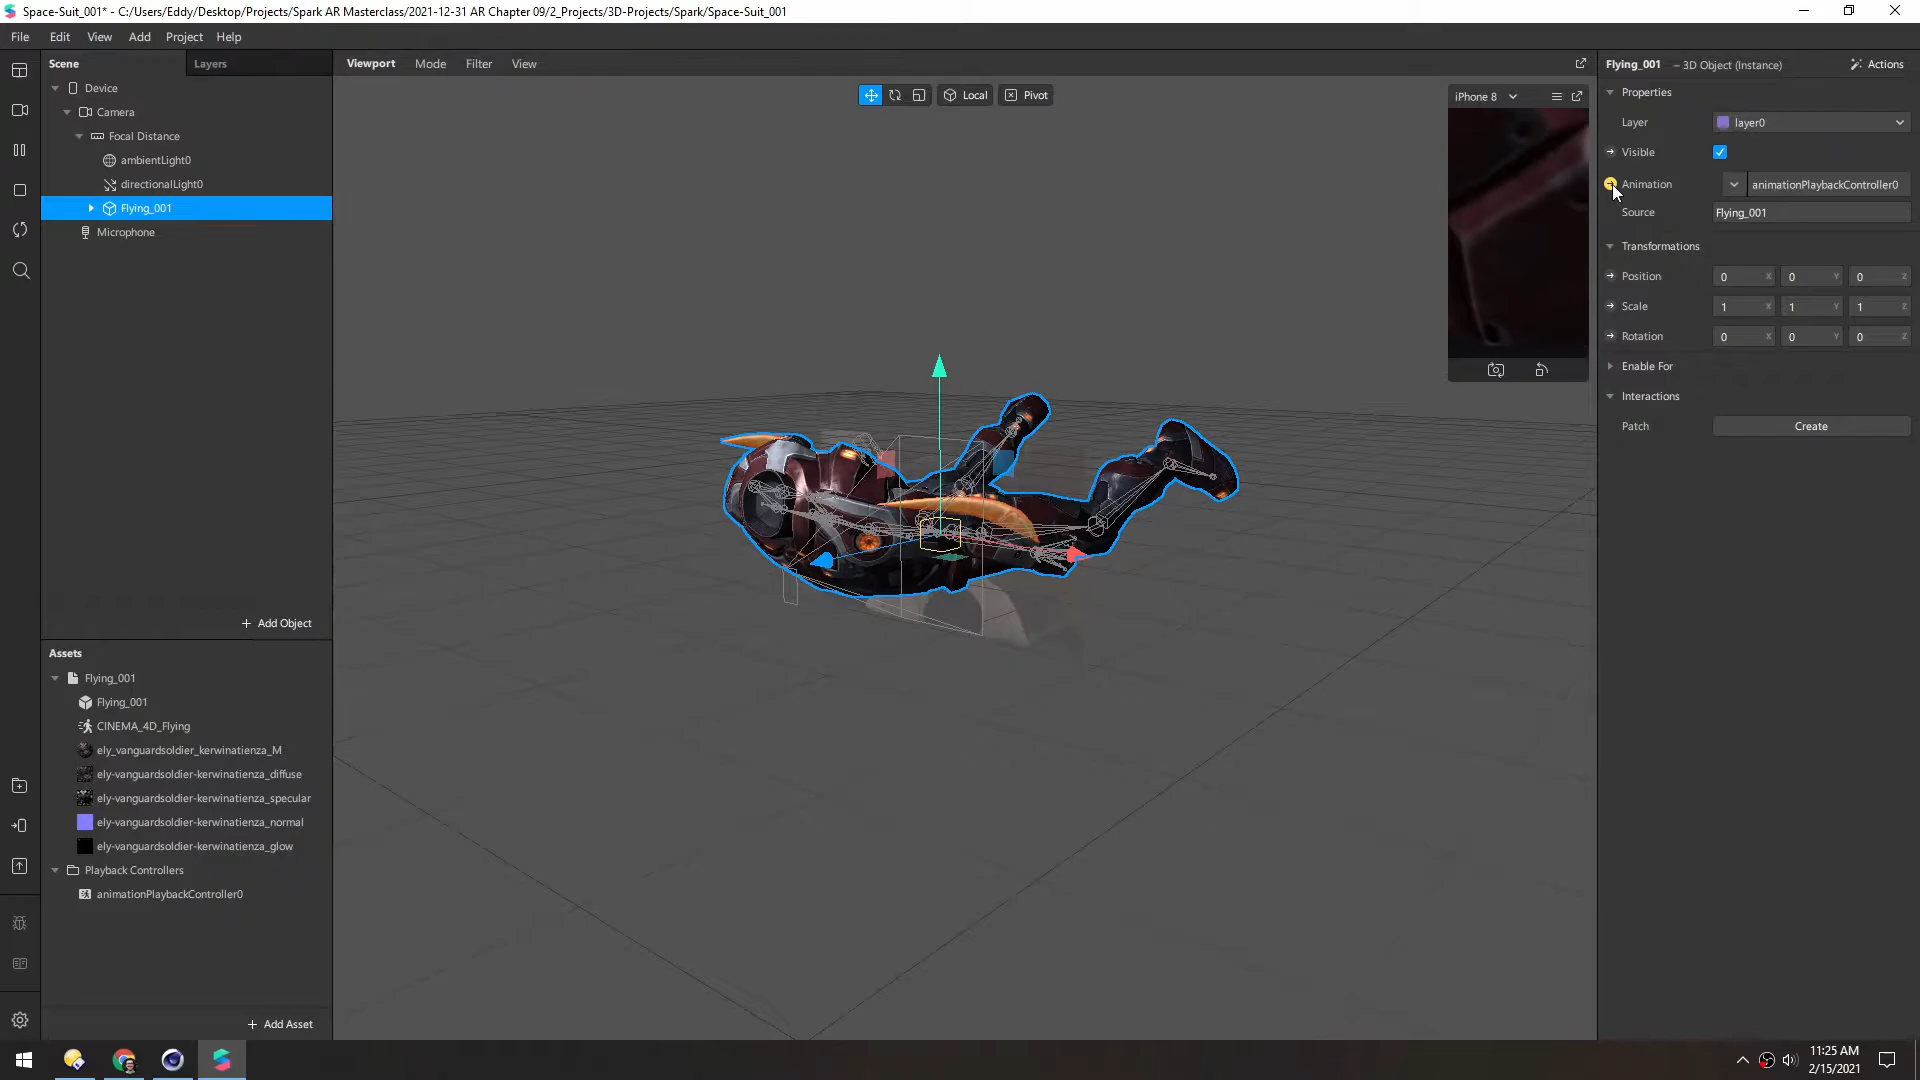 Space-Suit_001* - C:/Users/Eddy/Desktop/Projects/Spark AR Masterclass/2021-12-31 AR Chapter 09/2_Projects/3D-Projects/Spark/Space-Suit_001
File Edit View Add Project Help
Scene Layers
Device
Camera
Focal Distance
ambientLight0
directionalLight0
Flying_001
Microphone
+ Add Object
Assets
Flying_001
Flying_001
CINEMA_4D_Flying
ely_vanguardsoldier_kerwinatienza_M
ely-vanguardsoldier-kerwinatienza_diffuse
ely-vanguardsoldier-kerwinatienza_specular
ely-vanguardsoldier-kerwinatienza_normal
ely-vanguardsoldier-kerwinatienza_glow
Playback Controllers
animationPlaybackController0
+ Add Asset
Viewport Mode Filter View
Local Pivot
iPhone 8
Flying_001 – 3D Object (Instance) Actions
Properties
Layer layer0
Visible
Animation animationPlaybackController0
Source Flying_001
Transformations
Position 0 X 0 Y 0 Z
Scale 1 X 1 Y 1 Z
Rotation 0 X 0 Y 0 Z
Enable For
Interactions
Patch Create
11:25 AM
2/15/2021